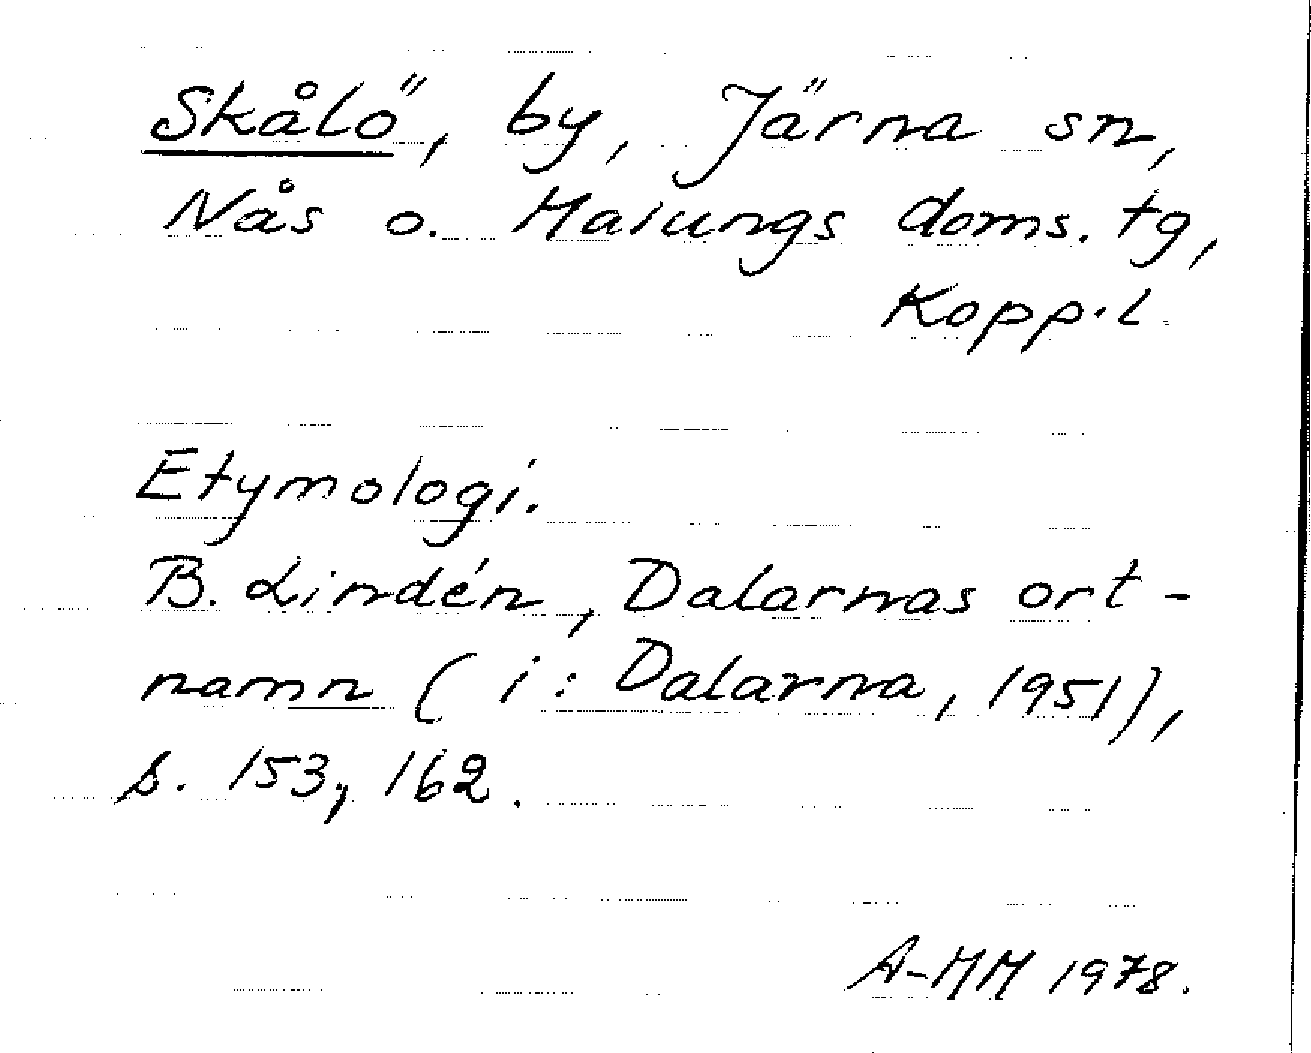 Skålö, by, Järna sn,
Nås o. Malungs doms. tg,
Kopp. l.
Etymologi.
B. Lindén, Dalarnas ort-
namn (i: Dalarna, 1951),
s. 153, 162.
A-MM 1978.